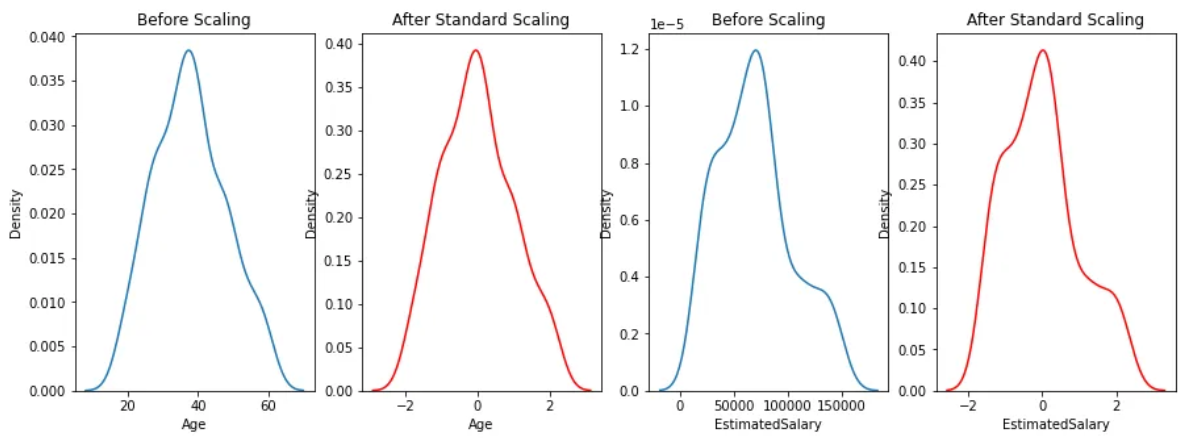 Before Scaling
0.040
0.035
0.030
0.025
0.020
0.015
0.010
0.005
0.000
Density
20 40 60
Age
After Standard Scaling
0.40
0.35
0.30
0.25
0.20
0.15
0.10
0.05
0.00
Density
−2 0 2
Age
1e−5
Before Scaling
1.2
1.0
0.8
0.6
0.4
0.2
0.0
Density
0 50000 100000 150000
EstimatedSalary
After Standard Scaling
0.40
0.35
0.30
0.25
0.20
0.15
0.10
0.05
0.00
Density
−2 0 2
EstimatedSalary